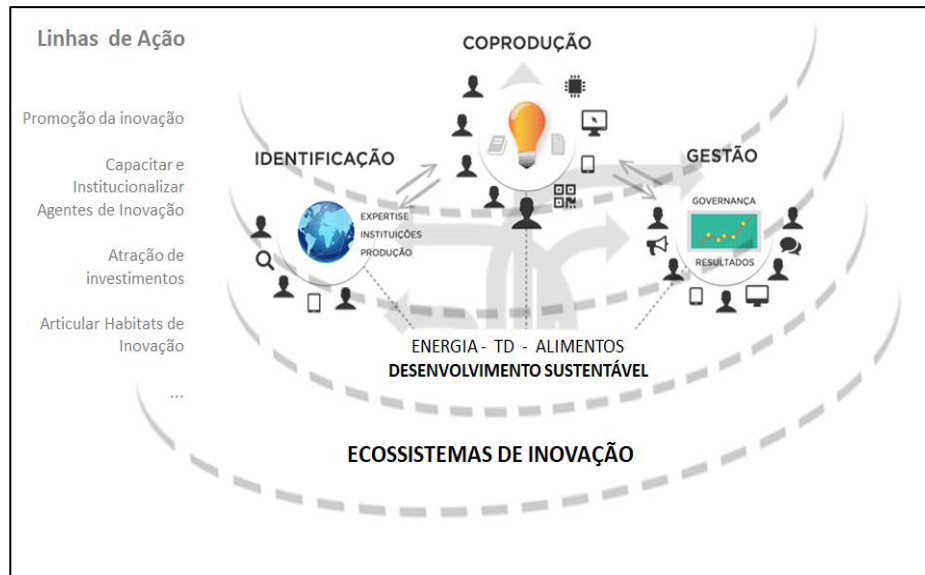 Linhas de Ação
Promoção da inovação
Capacitar e
Institucionalizar
Agentes de Inovação
Atração de
investimentos
Articular Habitats de
Inovação
...
COPRODUÇÃO
IDENTIFICAÇÃO
EXPERTISE
INSTITUIÇÕES
PRODUÇÃO
GESTÃO
GOVERNANÇA
RESULTADOS
ENERGIA - TD - ALIMENTOS
DESENVOLVIMENTO SUSTENTÁVEL
ECOSSISTEMAS DE INOVAÇÃO